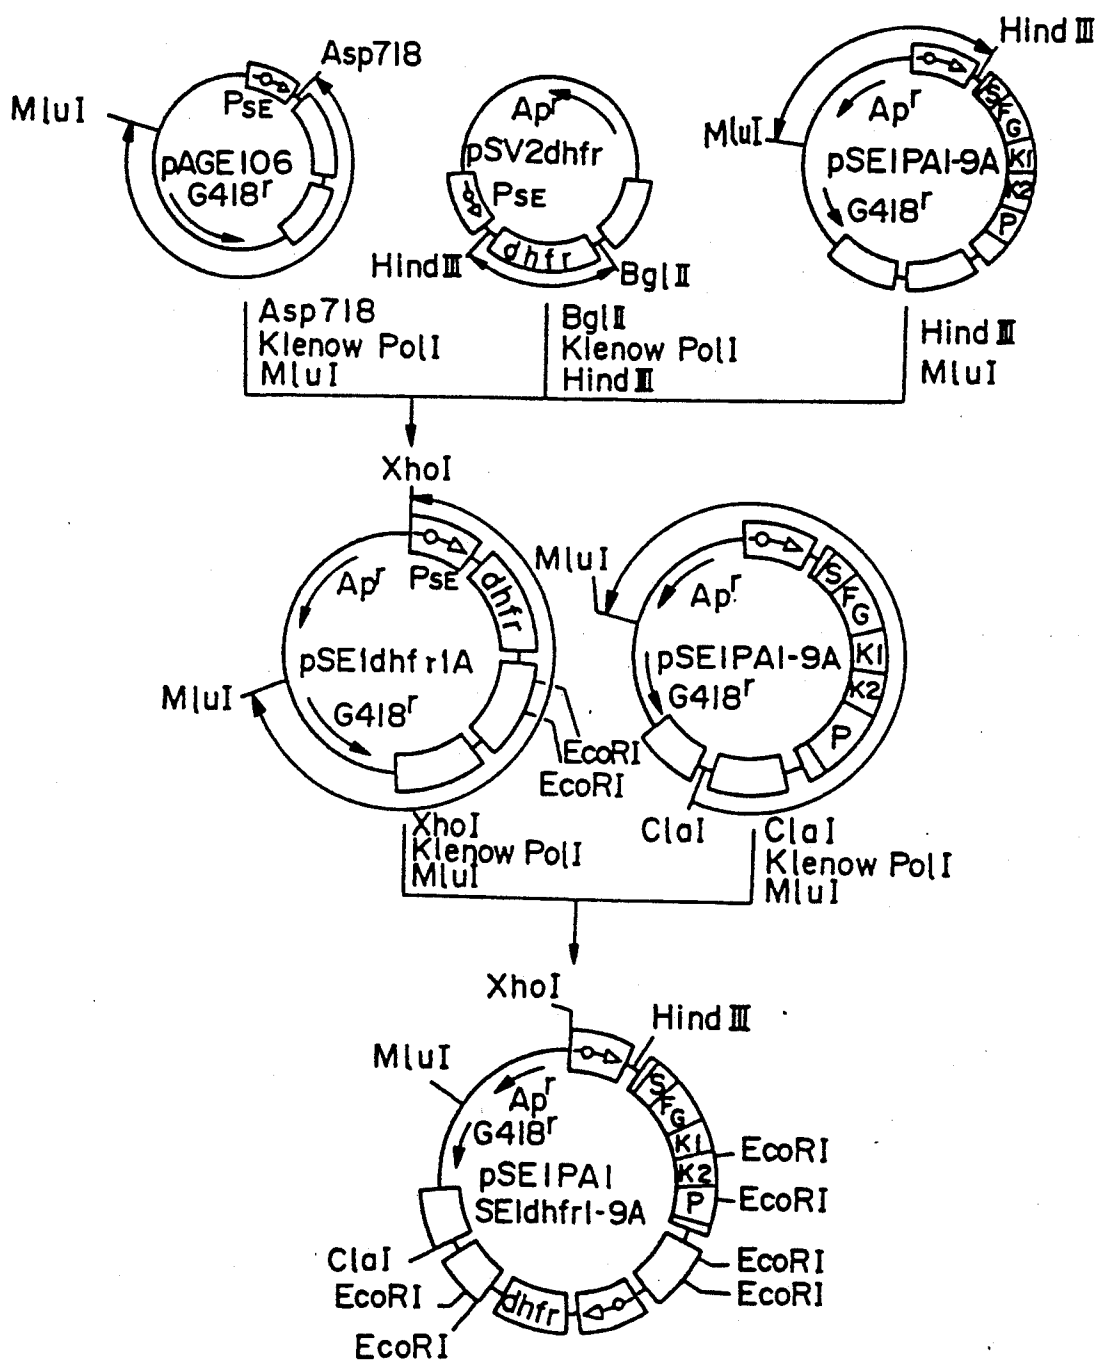 MluI
Asp718
PSE
pAGE106
G418r
Apr
pSV2dhfr
PSE
dhfr
HindⅢ
BglⅡ
HindⅢ
MluI
Apr
pSE1PA1-9A
G418r
S
F
G
K1
K2
P
Asp718
Klenow PolI
MluI
BglⅡ
Klenow PolI
HindⅢ
HindⅢ
MluI
XhoI
PSE
dhfr
Apr
pSE1dhfr1A
MluI
G418r
EcoRI
EcoRI
MluI
Apr
pSE1PA1-9A
G418r
S
F
G
K1
K2
P
ClaI
XhoI
Klenow PolI
MluI
ClaI
Klenow PolI
MluI
XhoI
HindⅢ
MluI
Apr
G418r
pSE1PA1
SE1dhfr1-9A
S
F
G
K1
K2
P
EcoRI
EcoRI
EcoRI
EcoRI
ClaI
EcoRI
EcoRI
dhfr